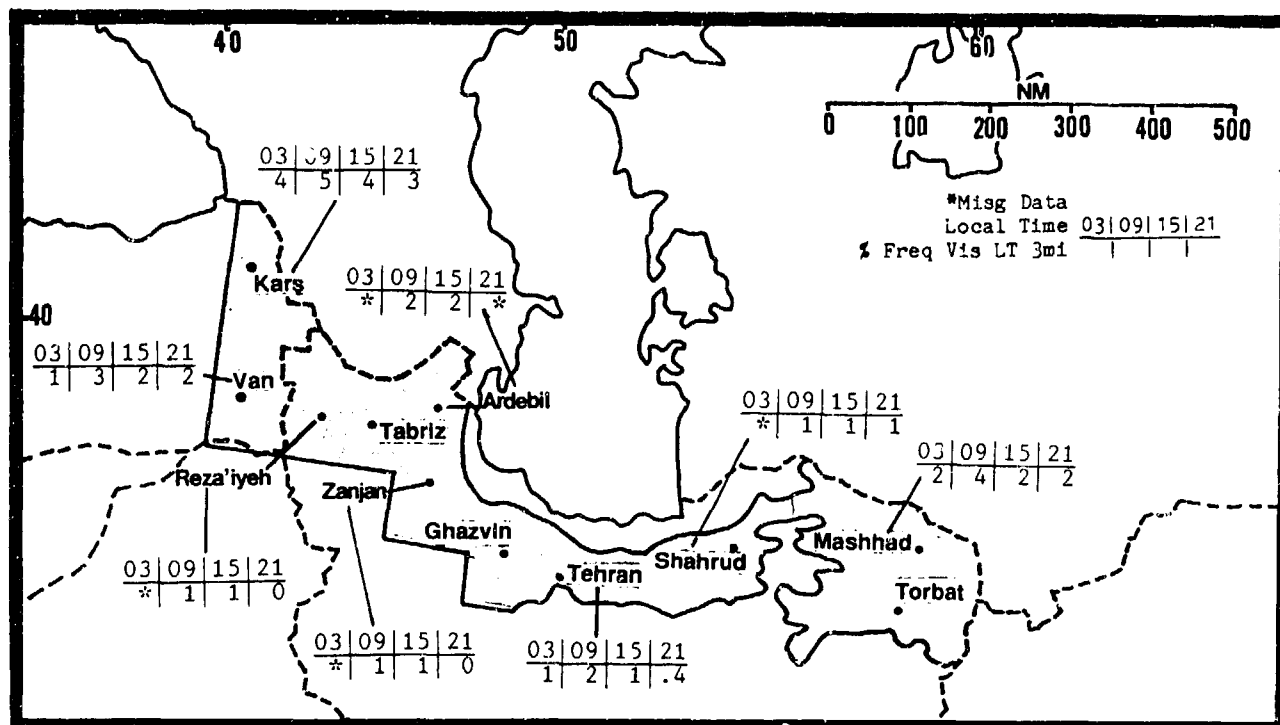 40
50
60
NM
0 100 200 300 400 500
*Misg Data
Local Time 03|09|15|21
% Freq Vis LT 3mi
03|09|15|21
4|5|4|3
Kars
03|09|15|21
*|2|2|*
40
03|09|15|21
1|3|2|2
Van
Ardebil
Tabriz
03|09|15|21
*|1|1|1
03|09|15|21
2|4|2|2
Reza'iyeh
Zanjan
Ghazvin
Tehran
Shahrud
Mashhad
Torbat
03|09|15|21
*|1|1|0
03|09|15|21
*|1|1|0
03|09|15|21
1|2|1|.4